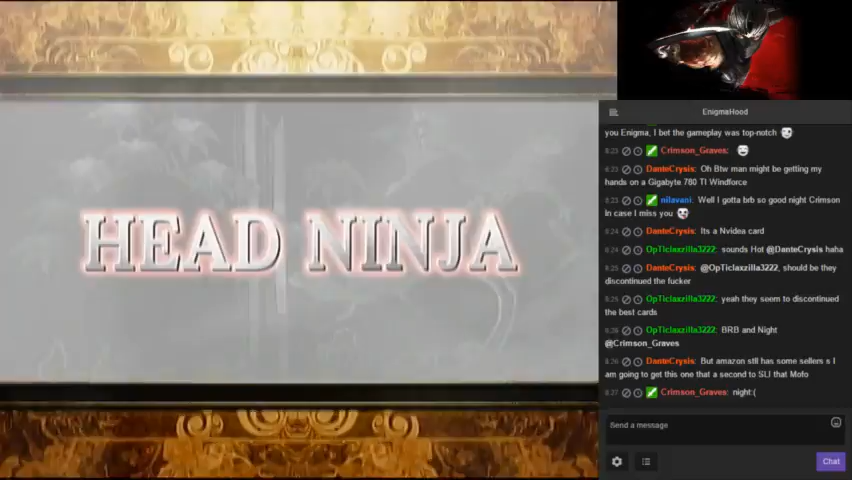 HEAD NINJA
EnigmaHood
you Enigma, I bet the gameplay was top-notch
8:23 Crimson_Graves:
8:23 DanteCrysis: Oh Btw man might be getting my
hands on a Gigabyte 780 TI Windforce
8:23 nilavani: Well I gotta brb so good night Crimson
In case I miss you
8:24 DanteCrysis: Its a Nvidea card
8:24 OpTiclaxzilla3222: sounds Hot @DanteCrysis haha
8:25 DanteCrysis: @OpTiclaxzilla3222, should be they
discontinued the fucker
8:25 OpTiclaxzilla3222: yeah they seem to discontinued
the best cards
8:26 OpTiclaxzilla3222: BRB and Night
@Crimson_Graves
8:26 DanteCrysis: But amazon stil has some sellers s I
am going to get this one that a second to SLI that Mofo
8:27 Crimson_Graves: night:(
Send a message
Chat